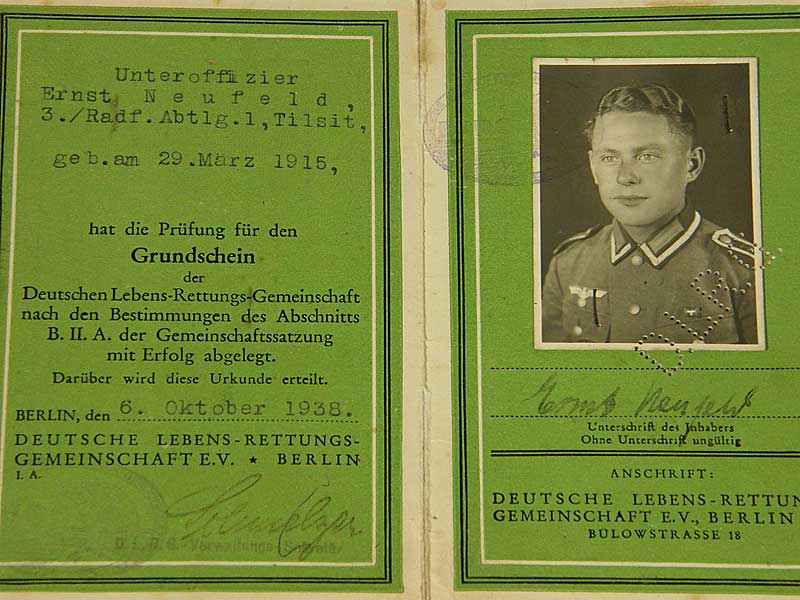 Unteroffizier
Ernst Neufeld,
3./Radf.Abtlg.1,Tilsit,
geb.am 29.März 1915,
hat die Prüfung für den
Grundschein
der
Deutschen Lebens-Rettungs-Gemeinschaft
nach den Bestimmungen des Abschnitts
B. II. A. der Gemeinschaftssatzung
mit Erfolg abgelegt.
Darüber wird diese Urkunde erteilt.
BERLIN, den 6. Oktober 1938.
DEUTSCHE LEBENS-RETTUNGS-
GEMEINSCHAFT E.V. ★ BERLIN
I. A.
Ernst Neufeld
Unterschrift des Inhabers
Ohne Unterschrift ungültig
ANSCHRIFT:
DEUTSCHE LEBENS-RETTUN
GEMEINSCHAFT E.V., BERLIN
BÜLOWSTRASSE 18